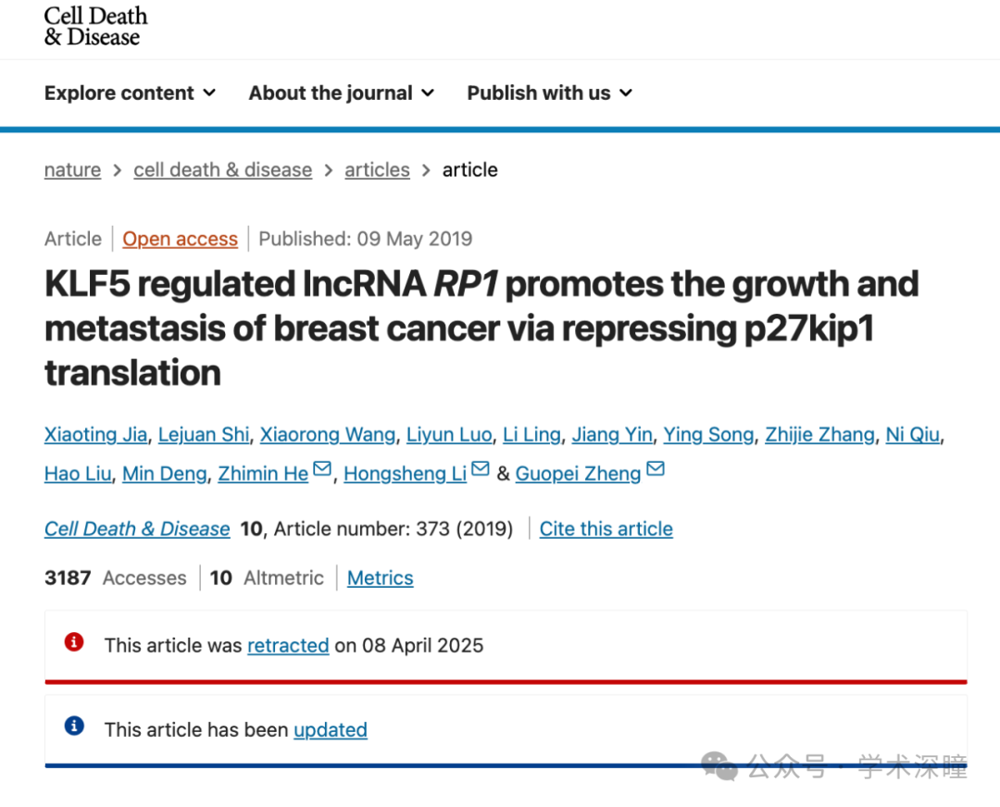 Cell Death
& Disease
Explore content
About the journal
Publish with us
nature > cell death & disease > articles > article
Article | Open access | Published: 09 May 2019
KLF5 regulated lncRNA RP1 promotes the growth and
metastasis of breast cancer via repressing p27kip1
translation
Xiaoting Jia, Lejuan Shi, Xiaorong Wang, Liyun Luo, Li Ling, Jiang Yin, Ying Song, Zhijie Zhang, Ni Qiu,
Hao Liu, Min Deng, Zhimin He, Hongsheng Li & Guopei Zheng
Cell Death & Disease 10, Article number: 373 (2019) | Cite this article
3187 Accesses | 10 Altmetric | Metrics
This article was retracted on 08 April 2025
This article has been updated
公众号 · 学术深瞳